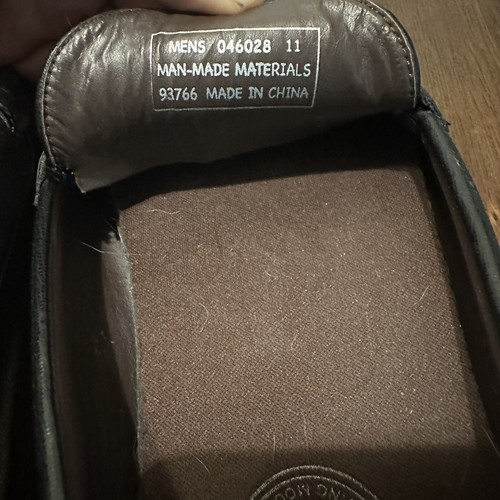 MENS 046028 11
MAN-MADE MATERIALS
93766 MADE IN CHINA